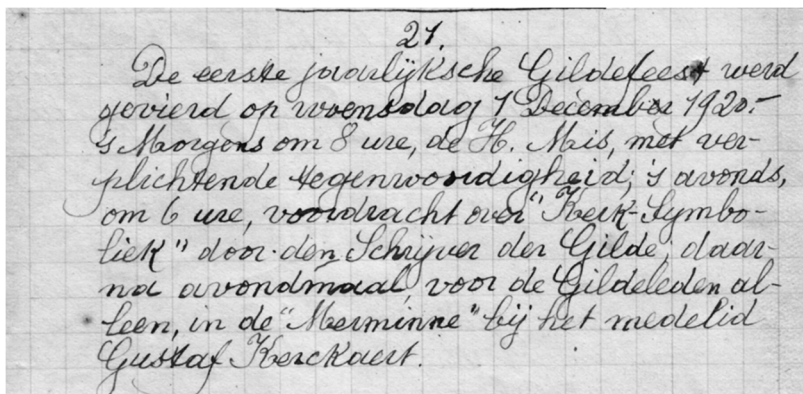 21.
De eerste jaarlijksche Gildefeest werd
gevierd op woensdag 1 December 1920.-
's Morgens om 8 ure, de H. Mis, met ver-
plichtende tegenwoordigheid; 's avonds,
om 6 ure, voordracht over "Kerk-Symbo-
liek" door den Schrijver der Gilde; daar-
na avondmaal, voor de Gildeleden al-
leen, in de "Merminne" bij het medelid
Gustaf Kerckaert.